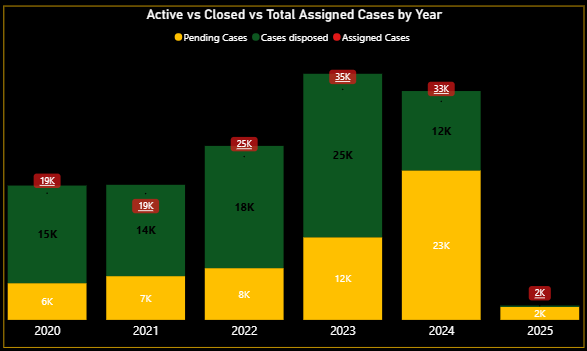 Active vs Closed vs Total Assigned Cases by Year
Pending Cases Cases disposed Assigned Cases
35K
33K
25K
12K
19K
25K
19K
18K
15K
14K
23K
12K
8K
7K
6K
2K
2K
2020 2021 2022 2023 2024 2025